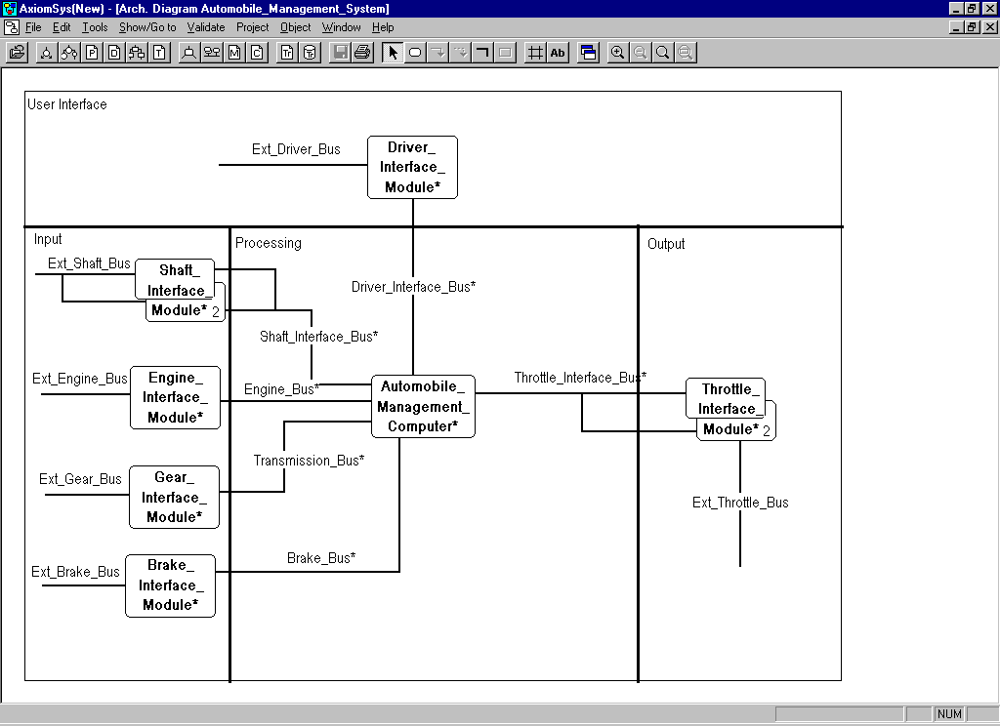 AxiomSys(New) - [Arch. Diagram Automobile_Management_System]
File Edit Tools Show/Go to Validate Project Object Window Help
P D T M C Tr Ab
User Interface
Ext_Driver_Bus
Driver_
Interface_
Module*
Input
Processing
Output
Ext_Shaft_Bus
Shaft_
Interface_
Module* 2
Driver_Interface_Bus*
Shaft_Interface_Bus*
Ext_Engine_Bus
Engine_
Interface_
Module*
Engine_Bus*
Automobile_
Management_
Computer*
Throttle_Interface_Bus*
Throttle_
Interface_
Module* 2
Transmission_Bus*
Ext_Gear_Bus
Gear_
Interface_
Module*
Ext_Throttle_Bus
Brake_Bus*
Ext_Brake_Bus
Brake_
Interface_
Module*
NUM